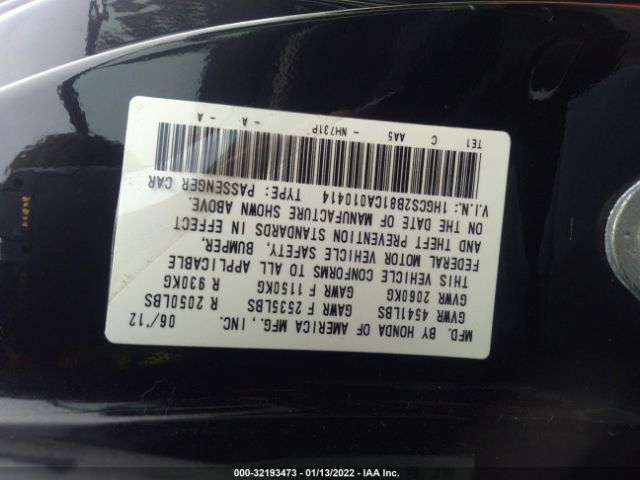 MFD. BY HONDA OF AMERICA MFG., INC. 06/'12
GVWR 4541LBS GAWR F 2535LBS R 2050LBS
GVWR 2060KG GAWR F 1150KG R 930KG
THIS VEHICLE CONFORMS TO ALL APPLICABLE
FEDERAL MOTOR VEHICLE SAFETY, BUMPER,
AND THEFT PREVENTION STANDARDS IN EFFECT
ON THE DATE OF MANUFACTURE SHOWN ABOVE.
V.I.N.: 1HGCS2B81CA010414 TYPE: PASSENGER CAR
TE1 C AA5 - NH731P - A - A
000-32193473 - 01/13/2022 - IAA Inc.